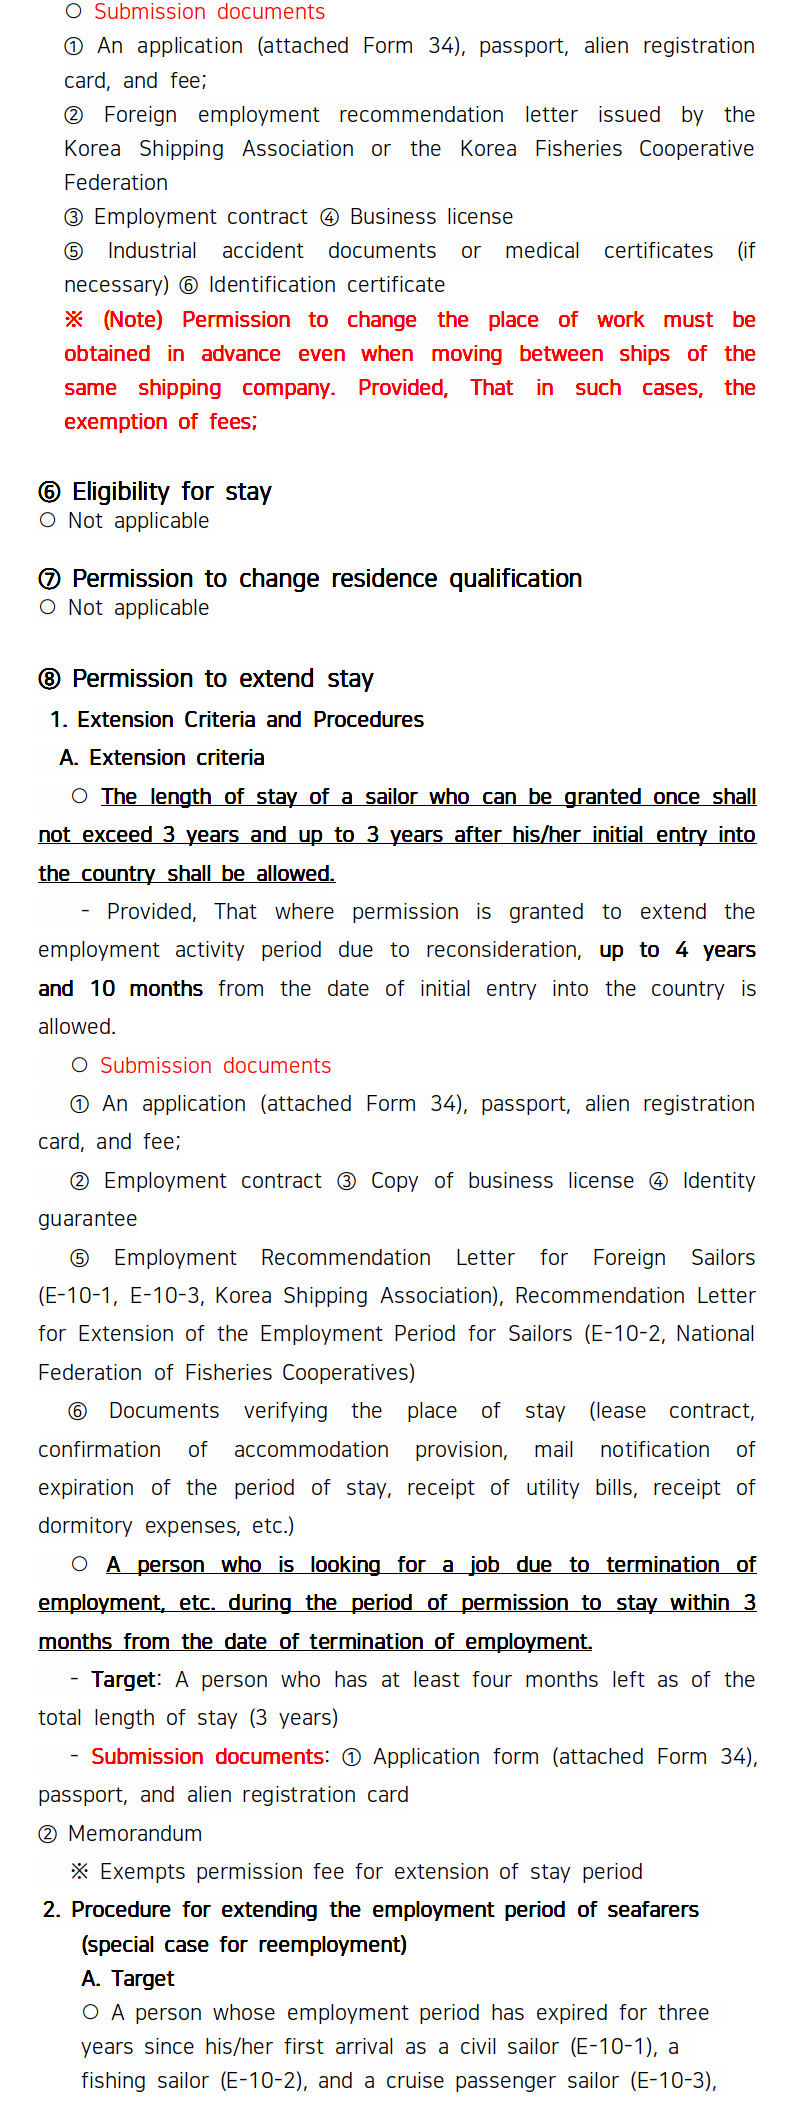 ○ Submission documents
① An application (attached Form 34), passport, alien registration
card, and fee;
② Foreign employment recommendation letter issued by the
Korea Shipping Association or the Korea Fisheries Cooperative
Federation
③ Employment contract ④ Business license
⑤ Industrial accident documents or medical certificates (if
necessary) ⑥ Identification certificate
※ (Note) Permission to change the place of work must be
obtained in advance even when moving between ships of the
same shipping company. Provided, That in such cases, the
exemption of fees;
⑥ Eligibility for stay
○ Not applicable
⑦ Permission to change residence qualification
○ Not applicable
⑧ Permission to extend stay
1. Extension Criteria and Procedures
A. Extension criteria
○ The length of stay of a sailor who can be granted once shall
not exceed 3 years and up to 3 years after his/her initial entry into
the country shall be allowed.
- Provided, That where permission is granted to extend the
employment activity period due to reconsideration, up to 4 years
and 10 months from the date of initial entry into the country is
allowed.
○ Submission documents
① An application (attached Form 34), passport, alien registration
card, and fee;
② Employment contract ③ Copy of business license ④ Identity
guarantee
⑤ Employment Recommendation Letter for Foreign Sailors
(E-10-1, E-10-3, Korea Shipping Association), Recommendation Letter
for Extension of the Employment Period for Sailors (E-10-2, National
Federation of Fisheries Cooperatives)
⑥ Documents verifying the place of stay (lease contract,
confirmation of accommodation provision, mail notification of
expiration of the period of stay, receipt of utility bills, receipt of
dormitory expenses, etc.)
○ A person who is looking for a job due to termination of
employment, etc. during the period of permission to stay within 3
months from the date of termination of employment.
- Target: A person who has at least four months left as of the
total length of stay (3 years)
- Submission documents: ① Application form (attached Form 34),
passport, and alien registration card
② Memorandum
※ Exempts permission fee for extension of stay period
2. Procedure for extending the employment period of seafarers
(special case for reemployment)
A. Target
○ A person whose employment period has expired for three
years since his/her first arrival as a civil sailor (E-10-1), a
fishing sailor (E-10-2), and a cruise passenger sailor (E-10-3),